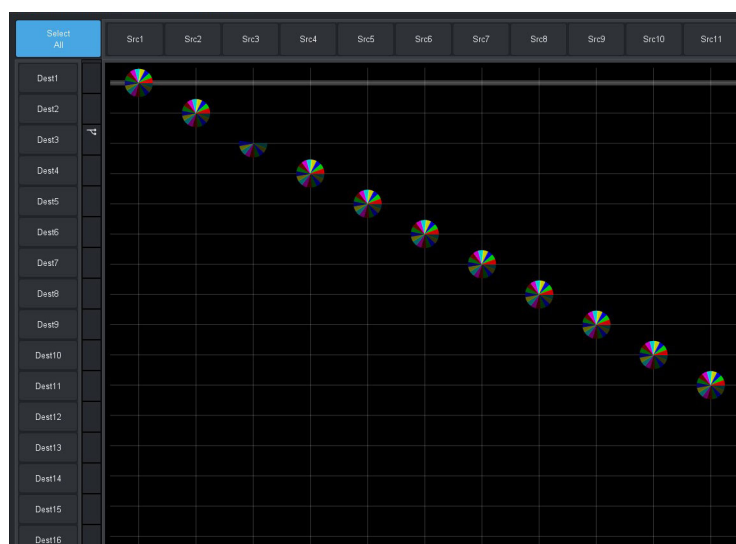 Select
All
Src1
Src2
Src3
Src4
Src5
Src6
Src7
Src8
Src9
Src10
Src11
Dest1
Dest2
Dest3
Dest4
Dest5
Dest6
Dest7
Dest8
Dest9
Dest10
Dest11
Dest12
Dest13
Dest14
Dest15
Dest16